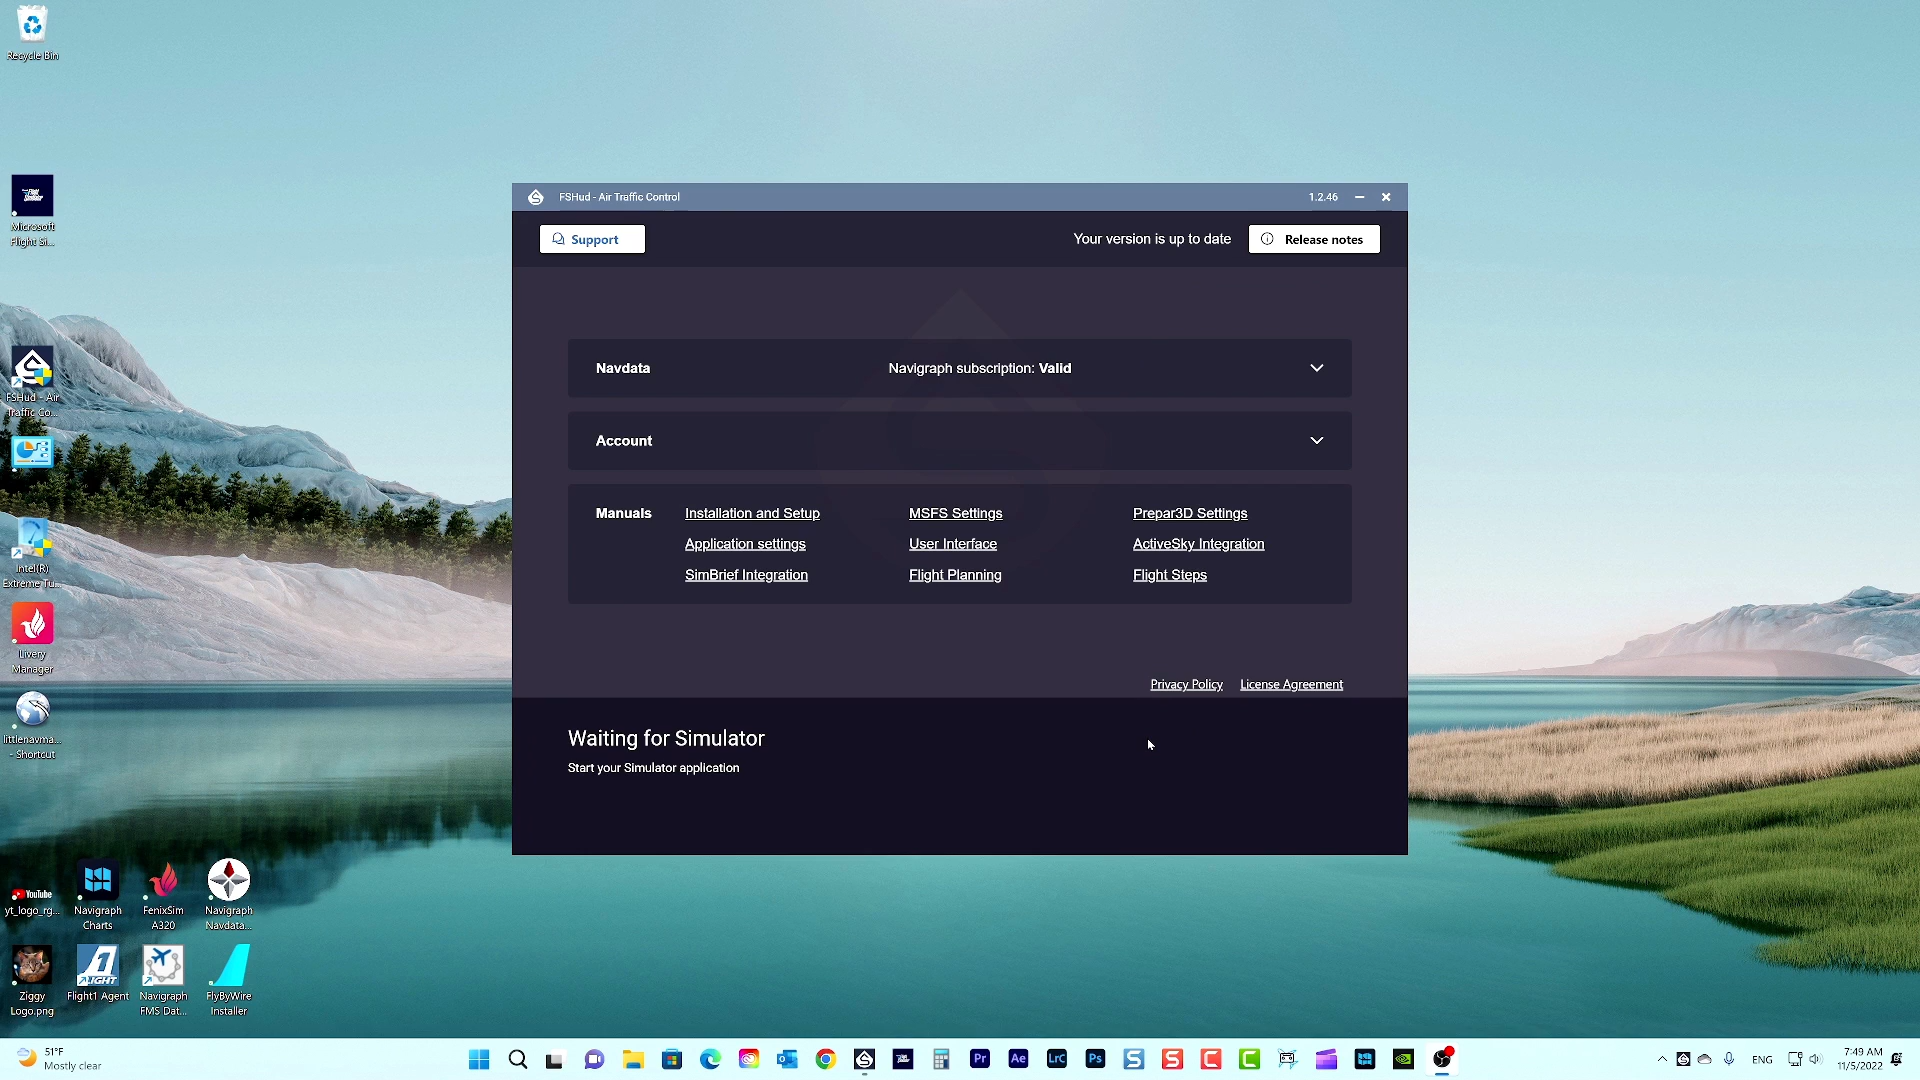 Recycle Bin
Microsoft
Flight Si...
FSHud - Air
Traffic Co...
Intel(R)
Extreme Tu...
Livery
Manager
littlenavma...
- Shortcut
YouTube
yt_logo_rg...
Navigraph
Charts
FenixSim
A320
Navigraph
Navdata...
Ziggy
Logo.png
Flight1 Agent
Navigraph
FMS Dat...
FlyByWire
Installer
FSHud - Air Traffic Control
1.2.46
Support
Your version is up to date
Release notes
Navdata
Navigraph subscription: Valid
Account
Manuals
Installation and Setup
MSFS Settings
Prepar3D Settings
Application settings
User Interface
ActiveSky Integration
SimBrief Integration
Flight Planning
Flight Steps
Privacy Policy
License Agreement
Waiting for Simulator
Start your Simulator application
51°F
Mostly clear
Pr
Ae
LrC
Ps
S
S
C
C
ENG
7:49 AM
11/5/2022